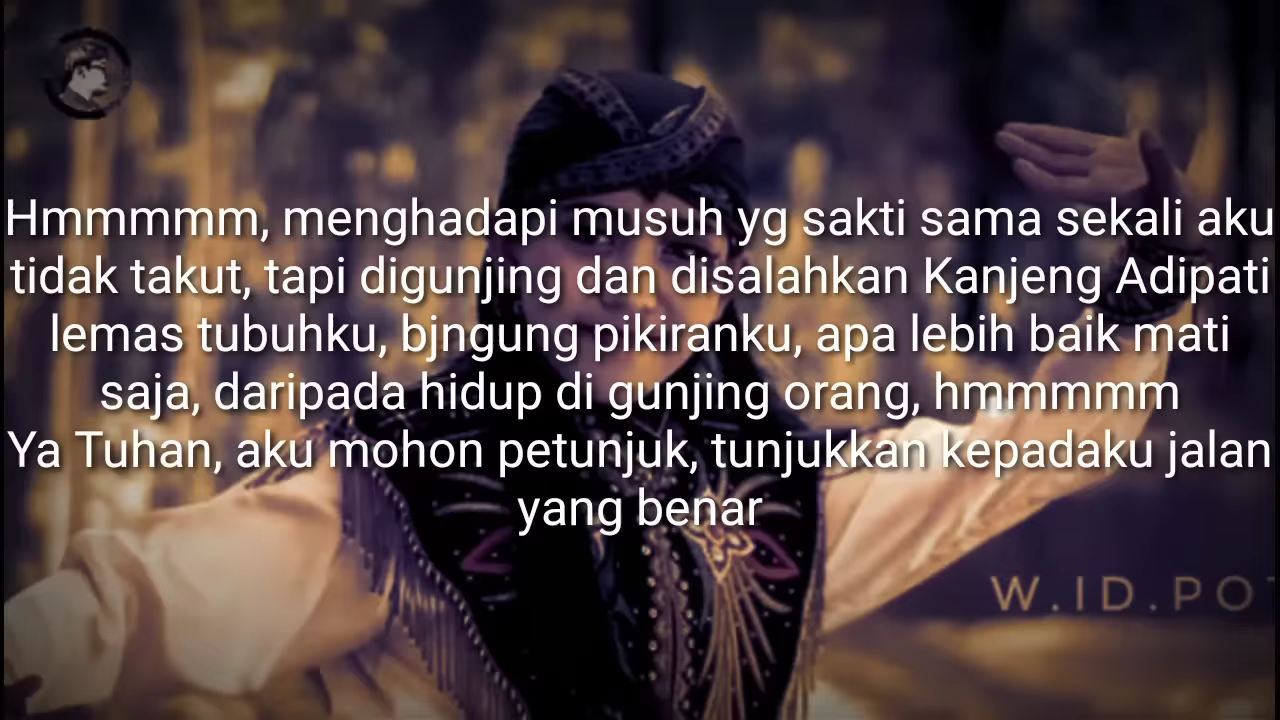 Hmmmmm, menghadapi musuh yg sakti sama sekali aku
tidak takut, tapi digunjing dan disalahkan Kanjeng Adipati
lemas tubuhku, bjngung pikiranku, apa lebih baik mati
saja, daripada hidup di gunjing orang, hmmmmm
Ya Tuhan, aku mohon petunjuk, tunjukkan kepadaku jalan
yang benar
W.ID.PO